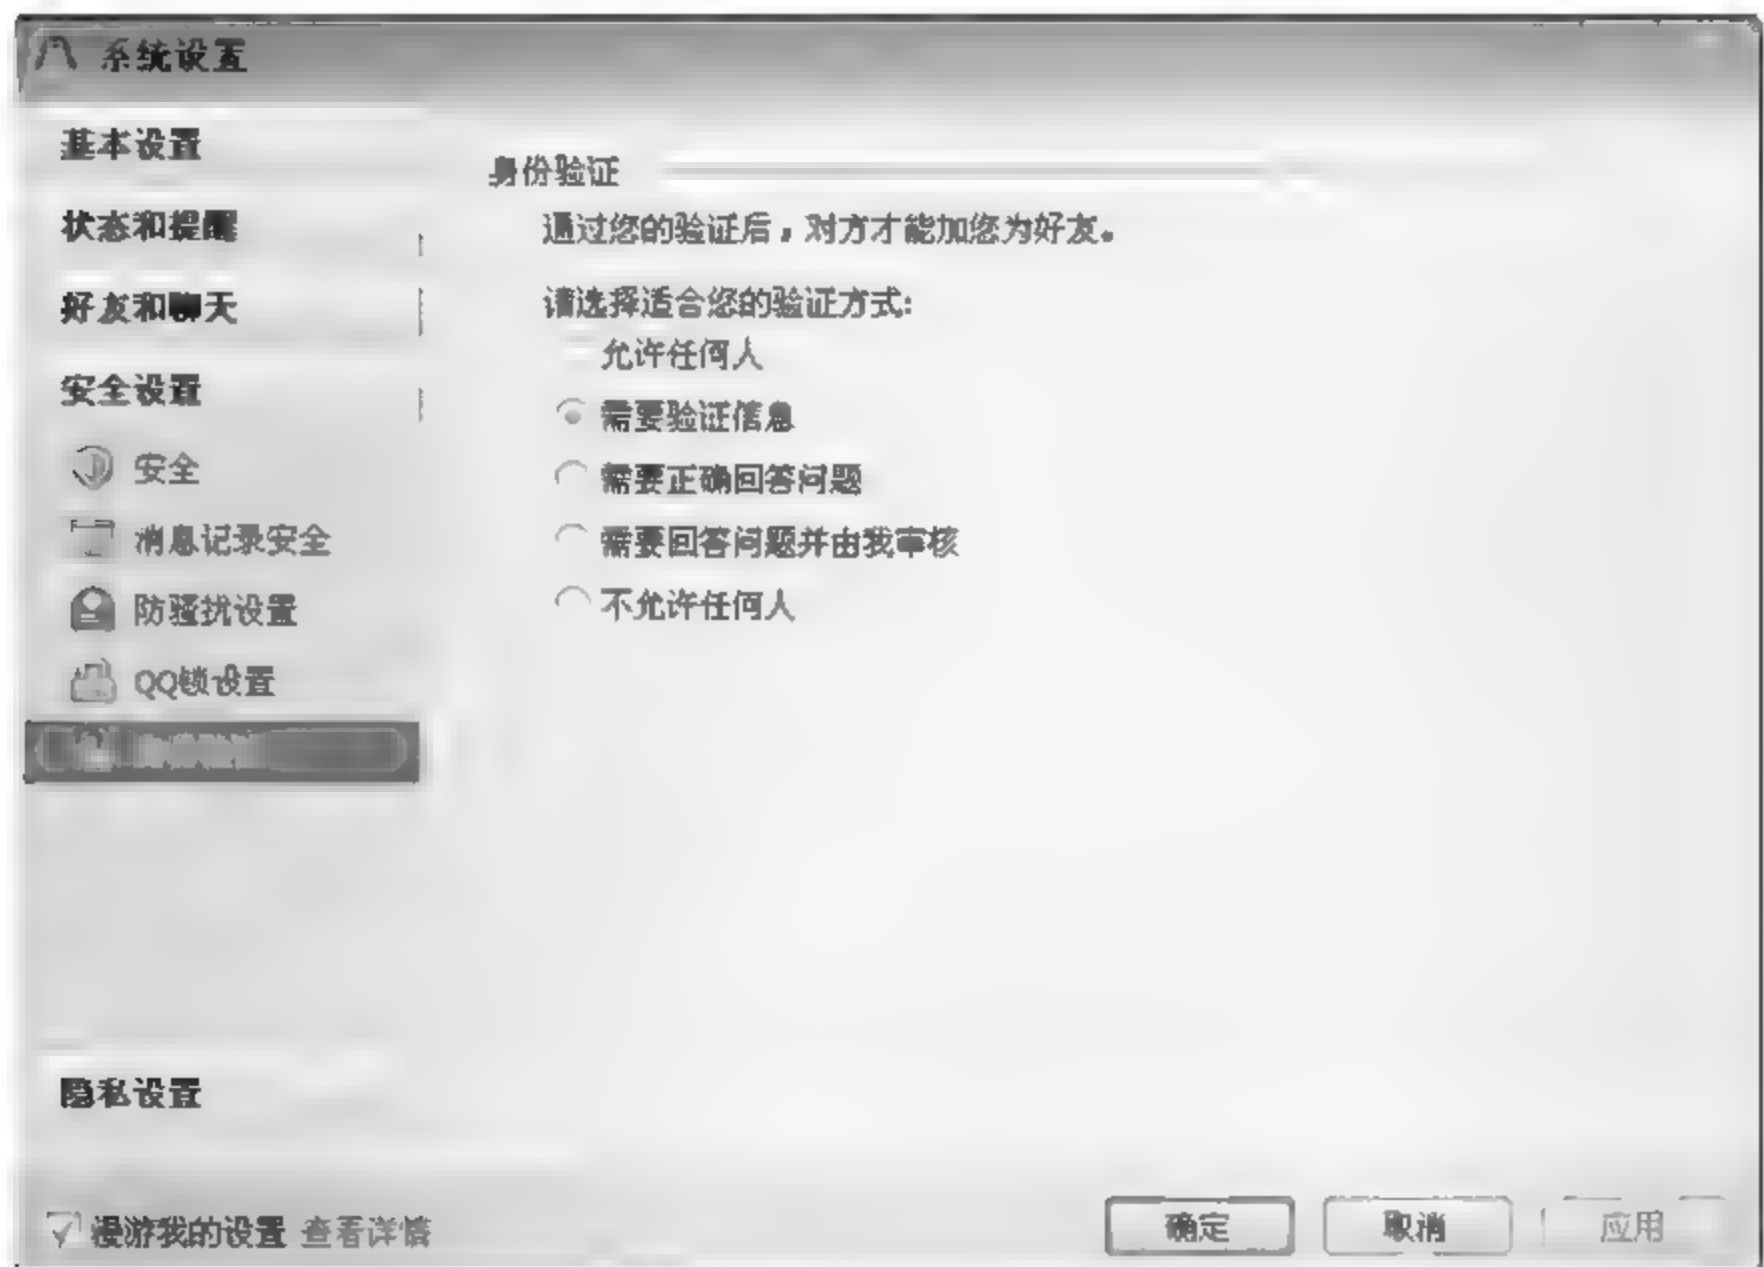 系统设置
基本设置
状态和提醒
好友和聊天
安全设置
安全
消息记录安全
防骚扰设置
QQ锁设置
隐私设置
身份验证
通过您的验证后，对方才能加您为好友。
请选择适合您的验证方式:
允许任何人
需要验证信息
需要正确回答问题
需要回答问题并由我审核
不允许任何人
漫游我的设置 查看详情
确定
取消
应用